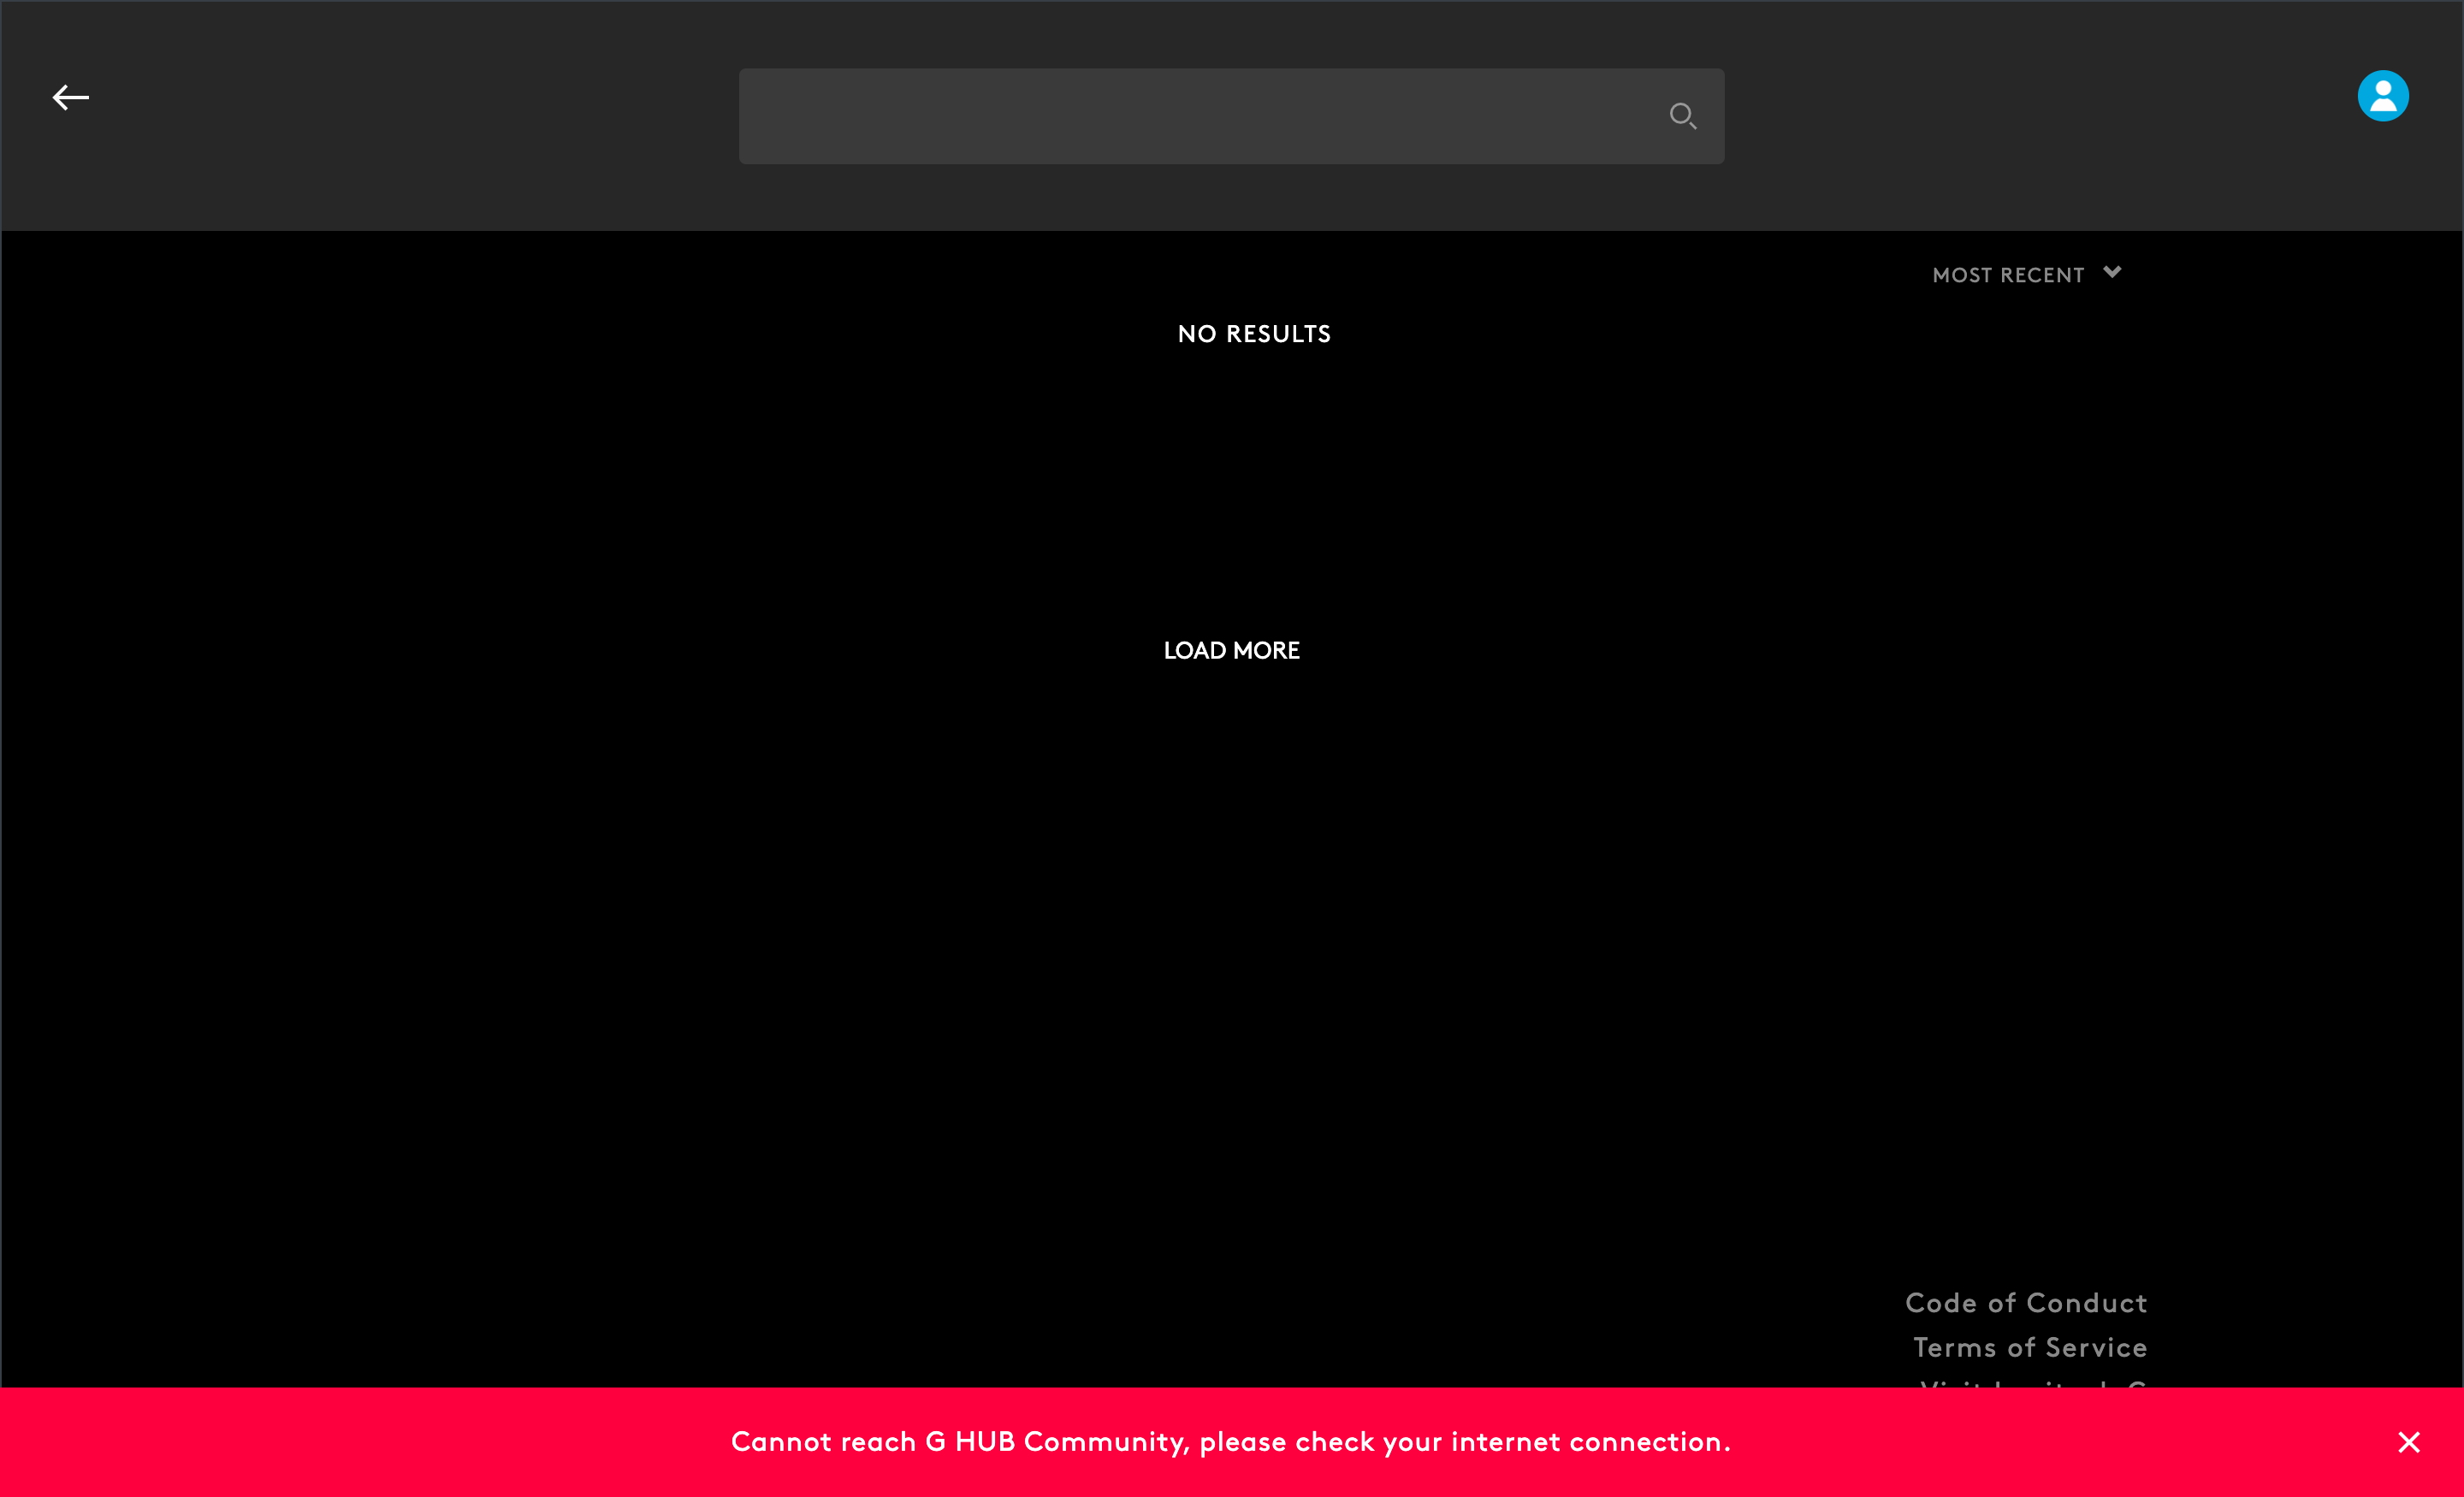 MOST RECENT
NO RESULTS
LOAD MORE
Code of Conduct
Terms of Service
Cannot reach G HUB Community, please check your internet connection.